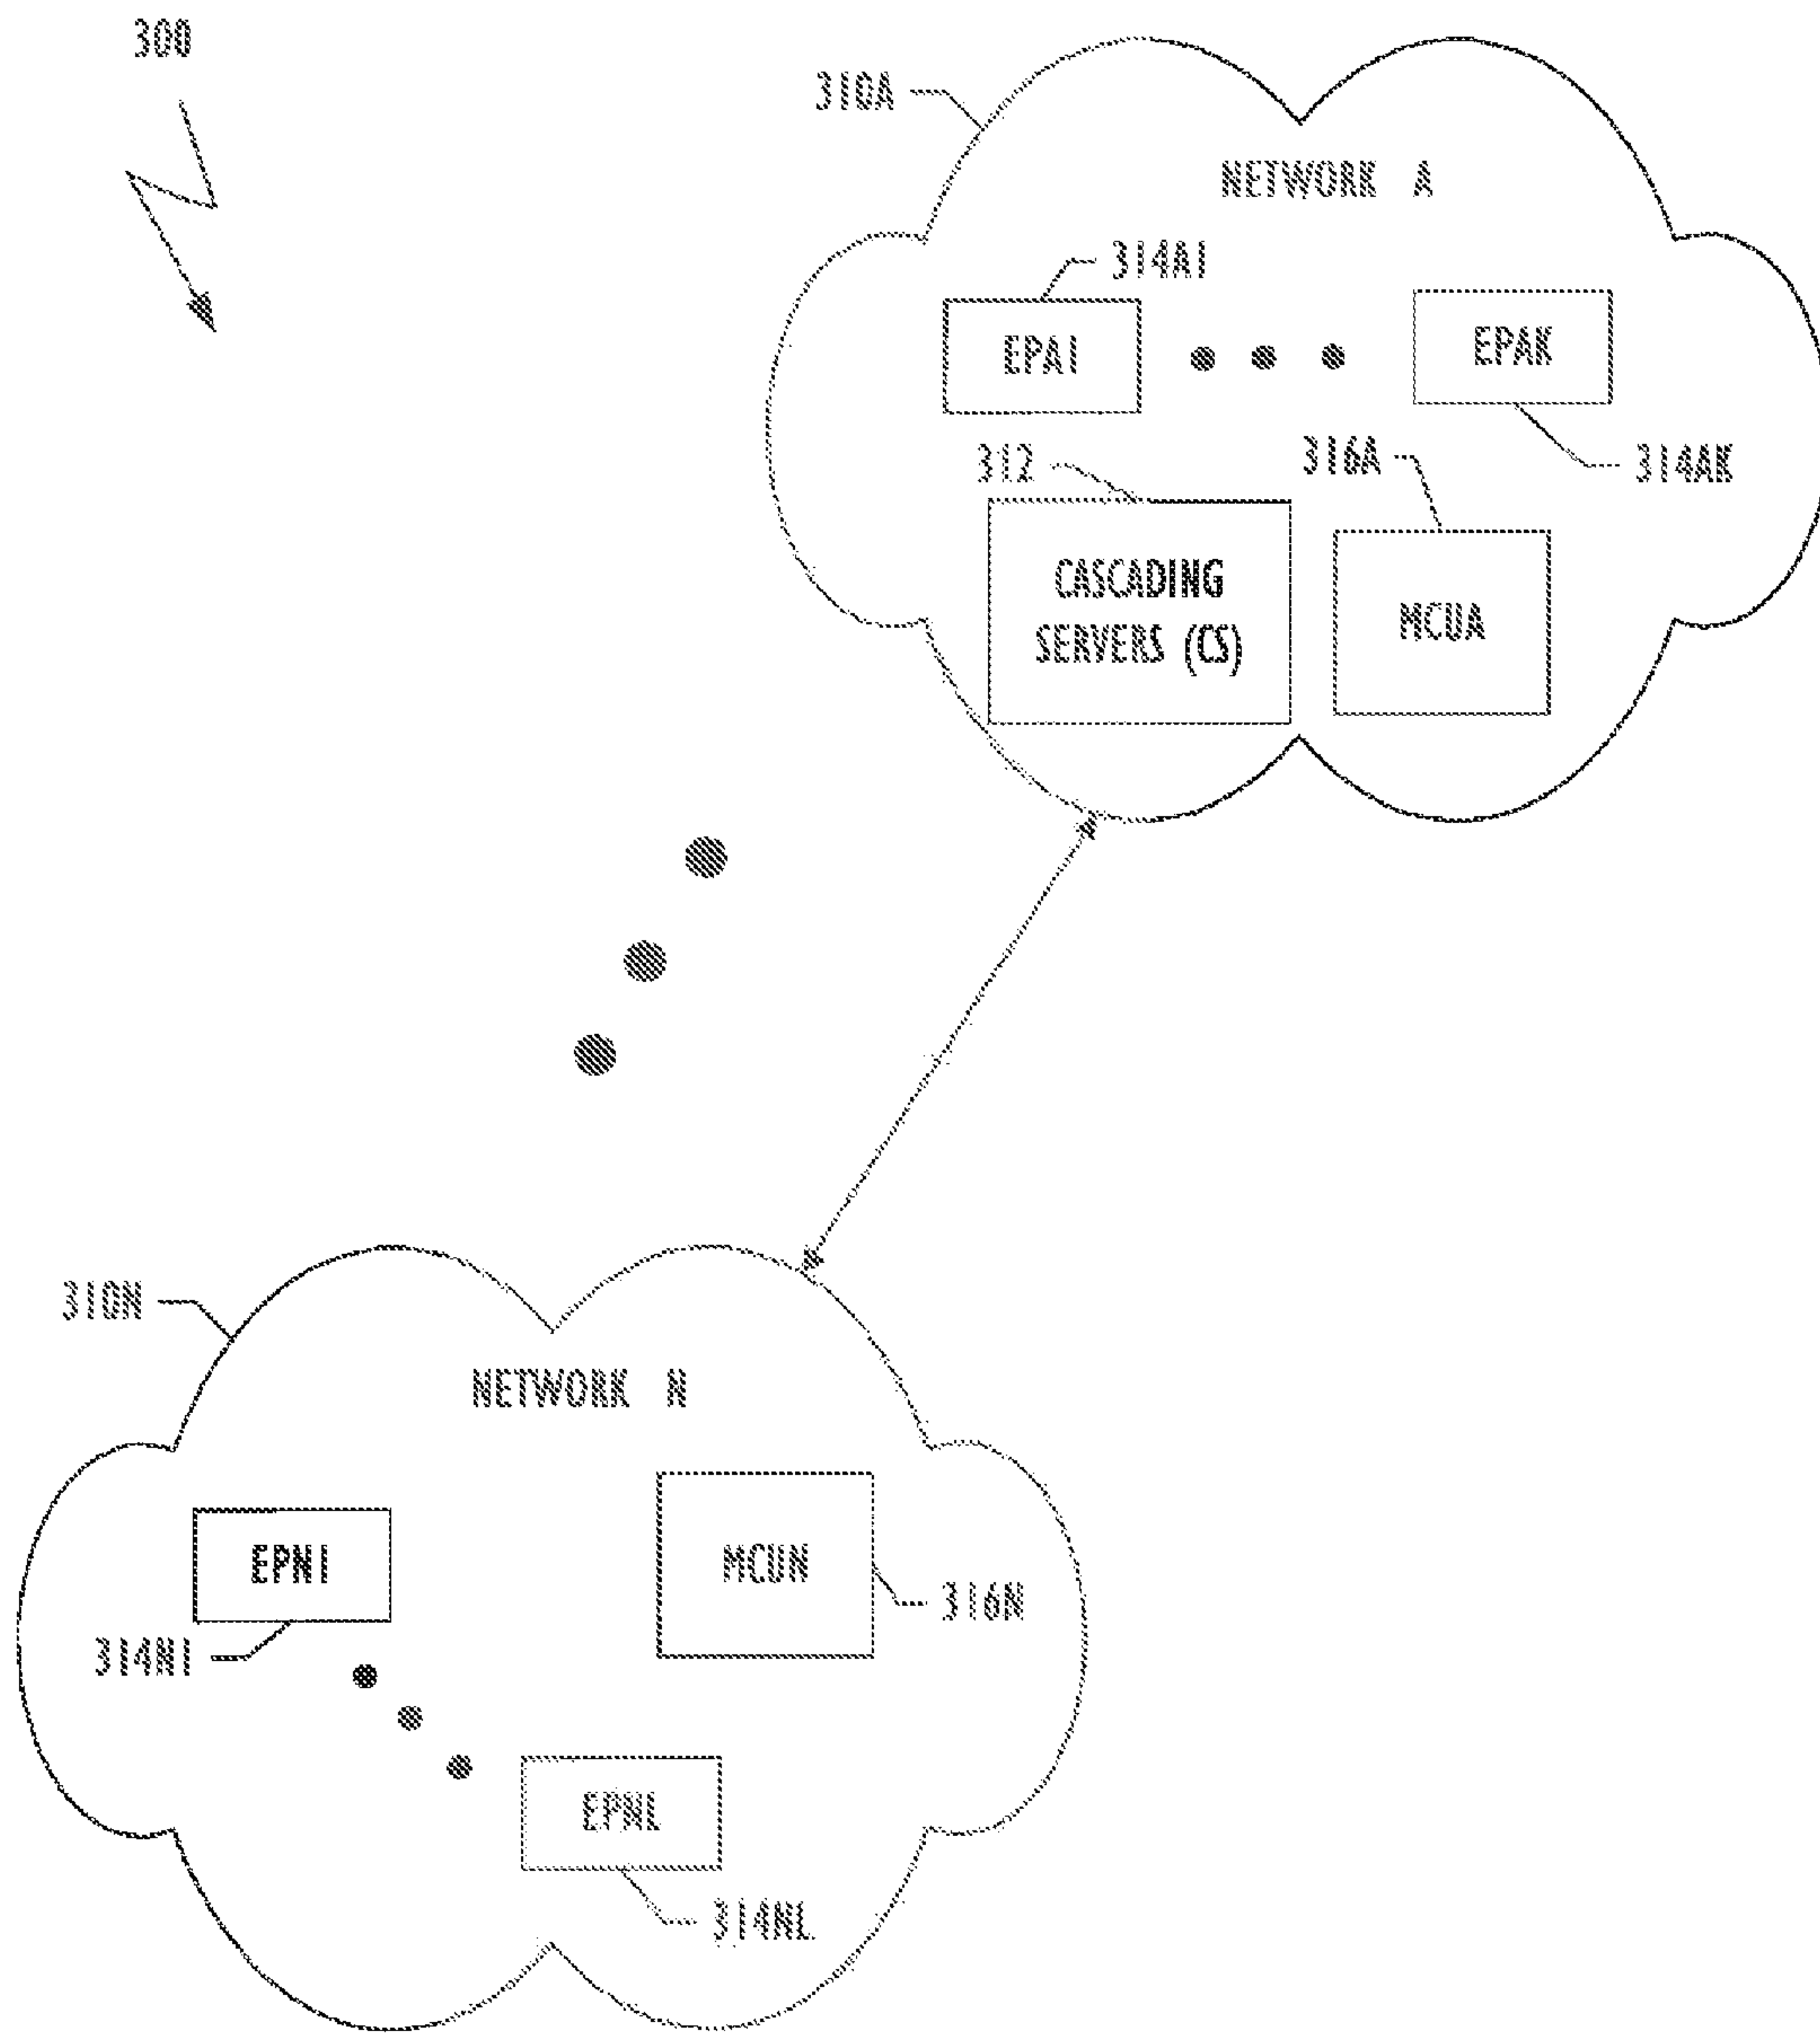 300
310A
NETWORK A
314A1
EPA1
EPAK
312
316A
314AK
CASCADING
SERVERS (CS)
MCUA
310N
NETWORK N
EPN1
MCUN
316N
314N1
EPNL
314NL